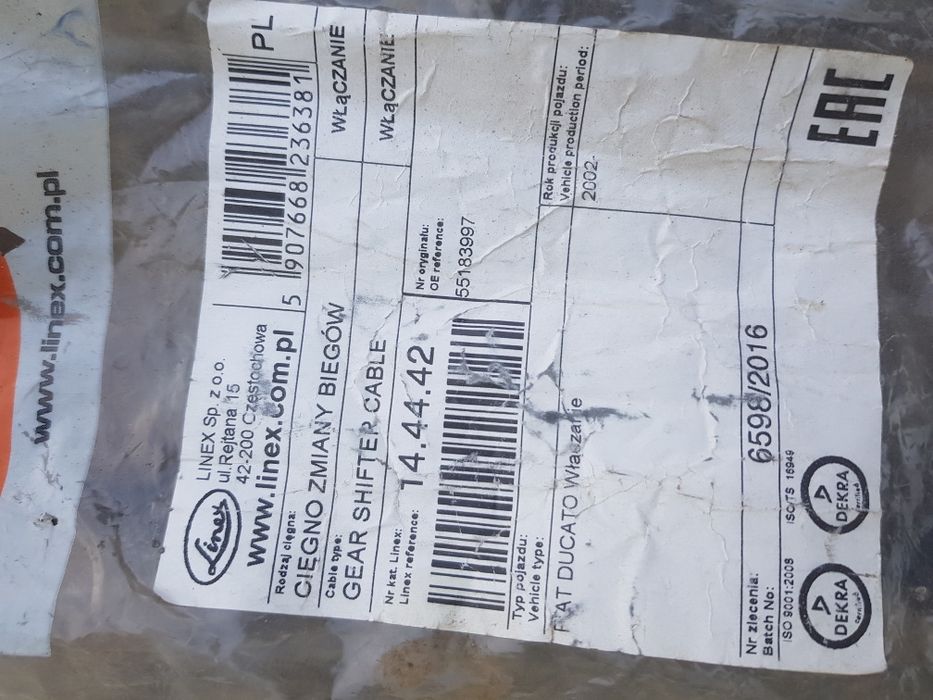 www.linex.com.pl
Linex
LINEX Sp. z o.o.
ul.Rejtana 15
42-200 Częstochowa
www.linex.com.pl
PL
5 907668 236381
Rodzaj cięgna:
CIĘGNO ZMIANY BIEGÓW
WŁĄCZANIE
Cable type:
GEAR SHIFTER CABLE
WŁĄCZANIE
Nr kat. Linex:
Linex reference:
14.44.42
Nr oryginału:
OE reference:
55183997
Typ pojazdu:
Vehicle type:
FIAT DUCATO Włączanie
Rok produkcji pojazdu:
Vehicle production period:
2002-
Nr zlecenia:
Batch No:
6598/2016
ISO 9001:2008
ISO/TS 16949
DEKRA
certified
DEKRA
certified
EAC